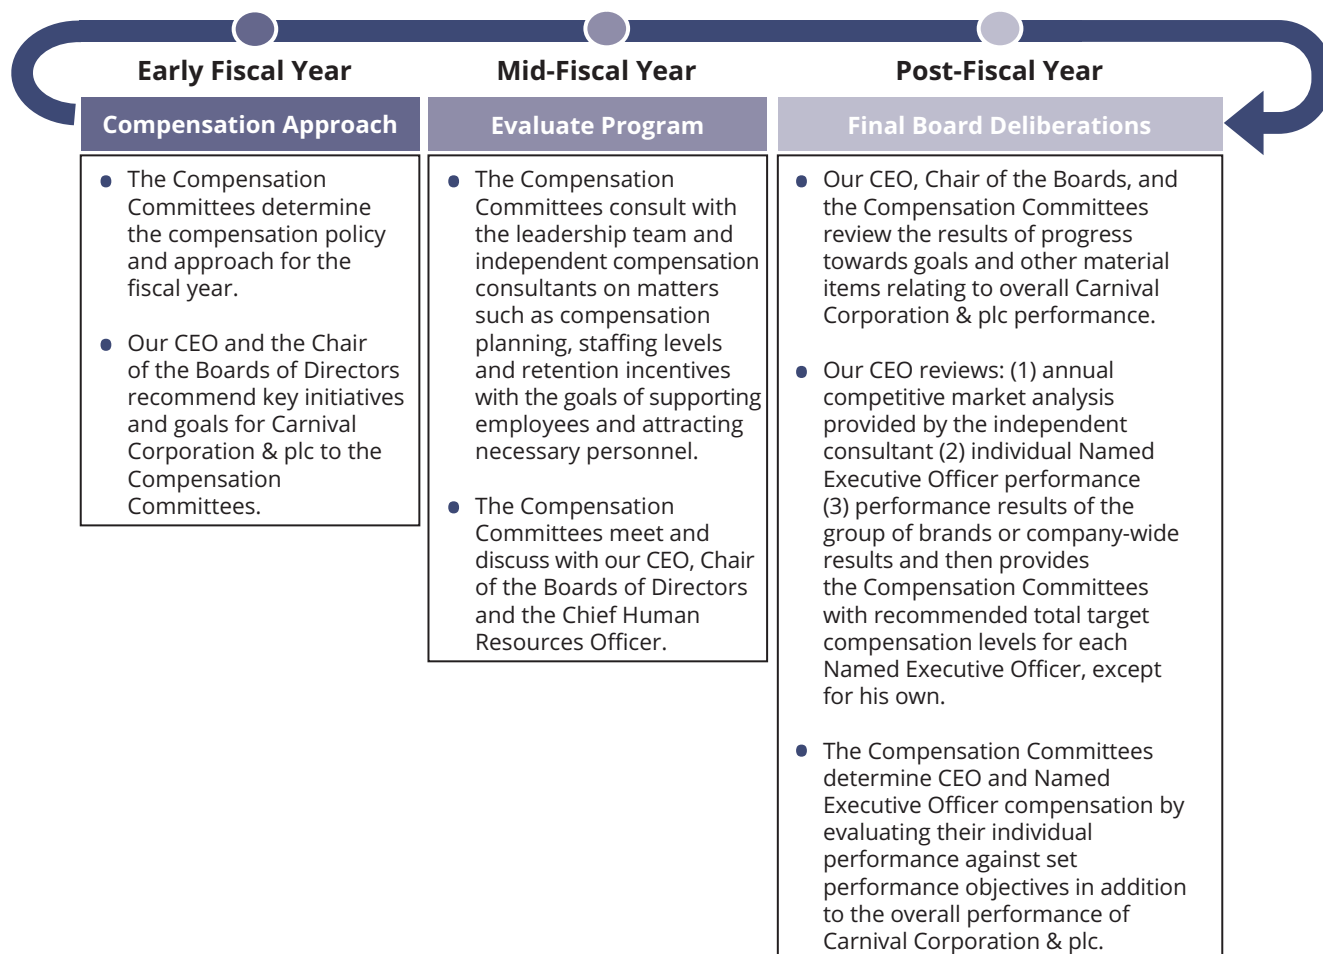 Early Fiscal Year
Compensation Approach
The Compensation
Committees determine
the compensation policy
and approach for the
fiscal year.
Our CEO and the Chair
of the Boards of Directors
recommend key initiatives
and goals for Carnival
Corporation & plc to the
Compensation
Committees.
Mid-Fiscal Year
Evaluate Program
The Compensation
Committees consult with
the leadership team and
independent compensation
consultants on matters
such as compensation
planning, staffing levels
and retention incentives
with the goals of supporting
employees and attracting
necessary personnel.
The Compensation
Committees meet and
discuss with our CEO, Chair
of the Boards of Directors
and the Chief Human
Resources Officer.
Post-Fiscal Year
Final Board Deliberations
Our CEO, Chair of the Boards, and
the Compensation Committees
review the results of progress
towards goals and other material
items relating to overall Carnival
Corporation & plc performance.
Our CEO reviews: (1) annual
competitive market analysis
provided by the independent
consultant (2) individual Named
Executive Officer performance
(3) performance results of the
group of brands or company-wide
results and then provides
the Compensation Committees
with recommended total target
compensation levels for each
Named Executive Officer, except
for his own.
The Compensation Committees
determine CEO and Named
Executive Officer compensation by
evaluating their individual
performance against set
performance objectives in addition
to the overall performance of
Carnival Corporation & plc.